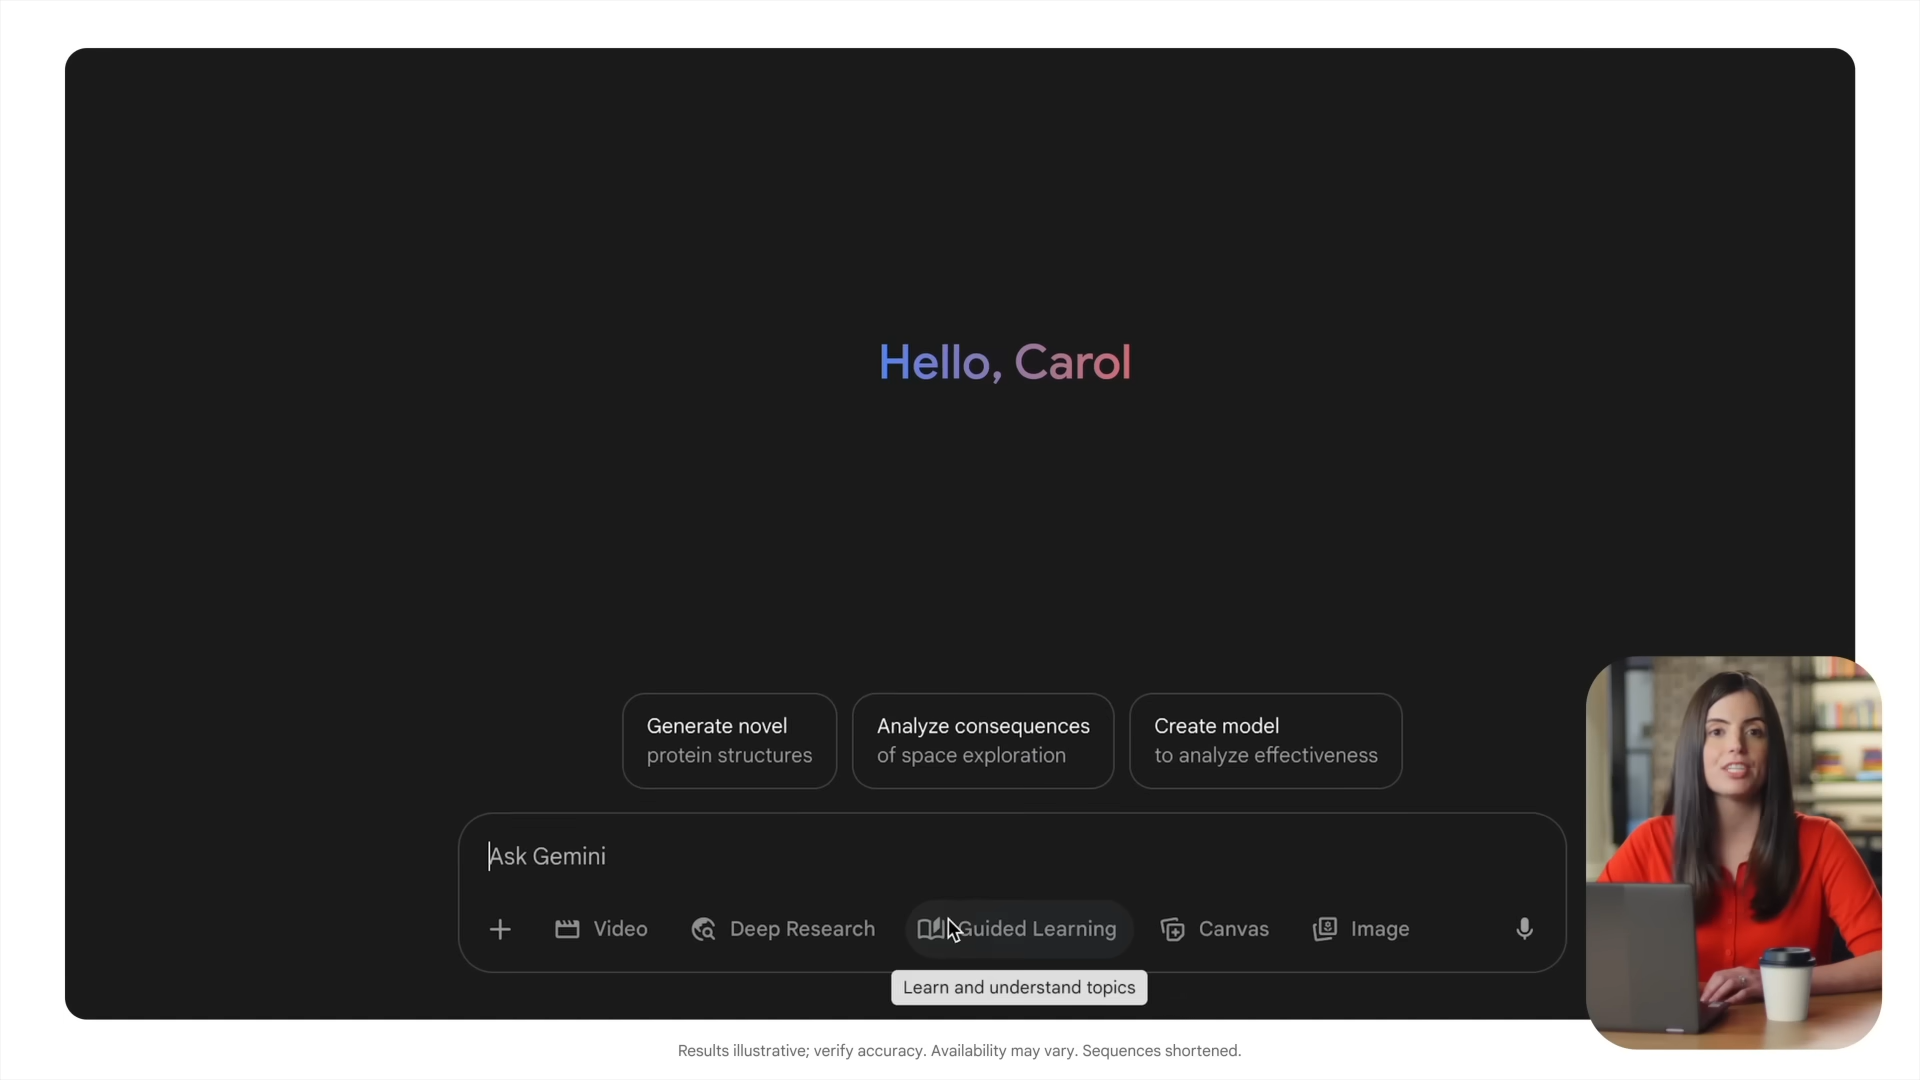 Hello, Carol
Generate novel
protein structures
Analyze consequences
of space exploration
Create model
to analyze effectiveness
Ask Gemini
Video
Deep Research
Guided Learning
Canvas
Image
Learn and understand topics
Results illustrative; verify accuracy. Availability may vary. Sequences shortened.